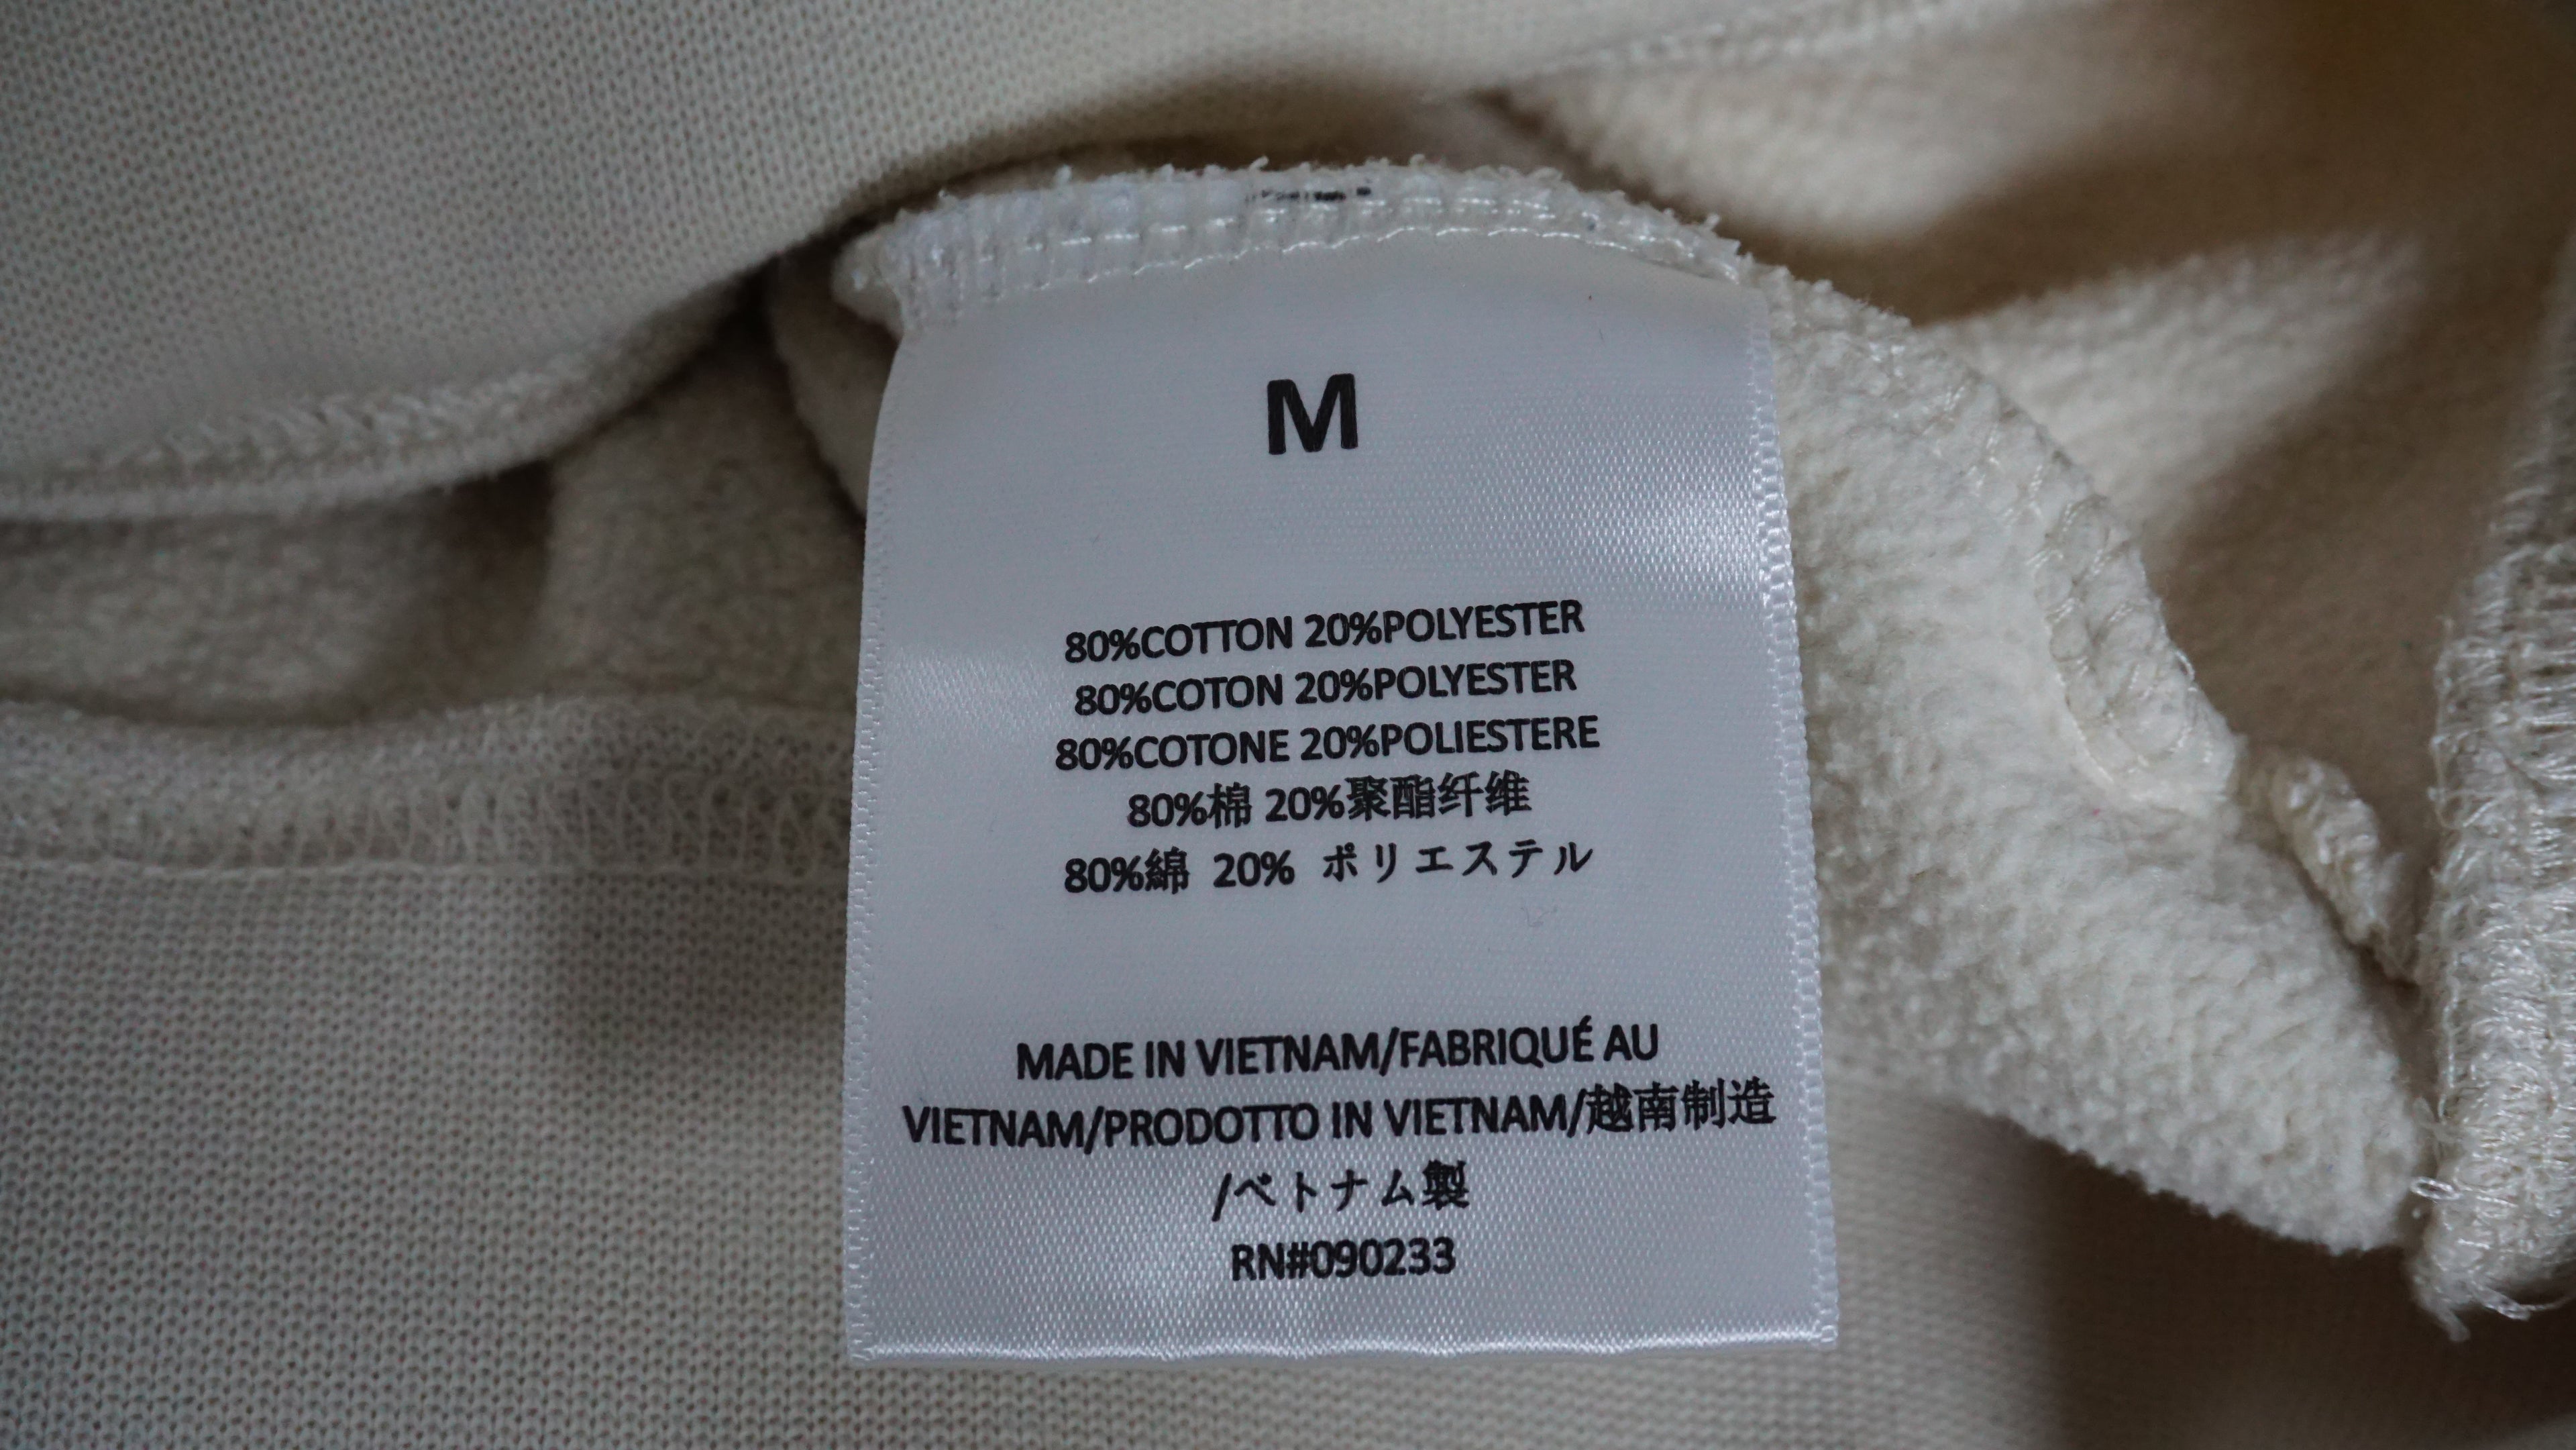 M
80%COTTON 20%POLYESTER
80%COTON 20%POLYESTER
80%COTONE 20%POLIESTERE
80%棉 20%聚酯纤维
80%綿 20% ポリエステル
MADE IN VIETNAM/FABRIQUÉ AU
VIETNAM/PRODOTTO IN VIETNAM/越南制造
/ベトナム製
RN#090233